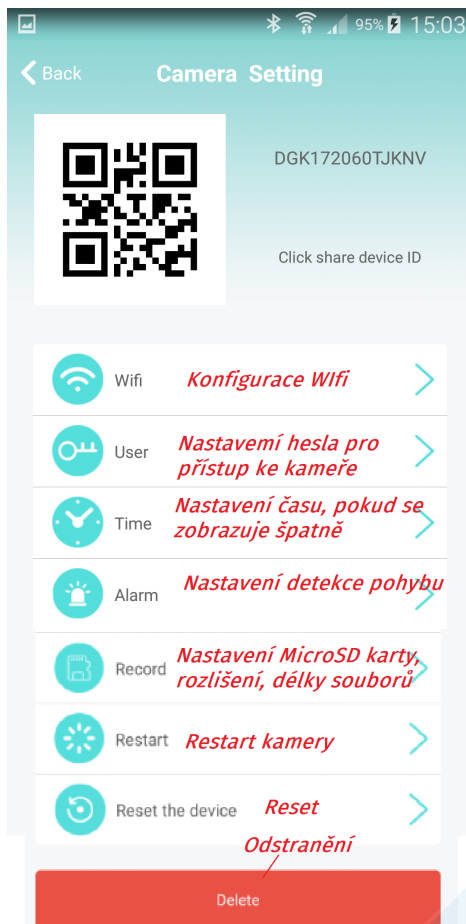 95% 15:03
Back Camera Setting
DGK172060TJKNV
Click share device ID
Wifi Konfigurace WIfi
User Nastavemí hesla pro
přístup ke kameře
Time Nastavení času, pokud se
zobrazuje špatně
Alarm Nastavení detekce pohybu
Record Nastavení MicroSD karty,
rozlišení, délky souborů
Restart Restart kamery
Reset the device Reset
Odstranění
Delete